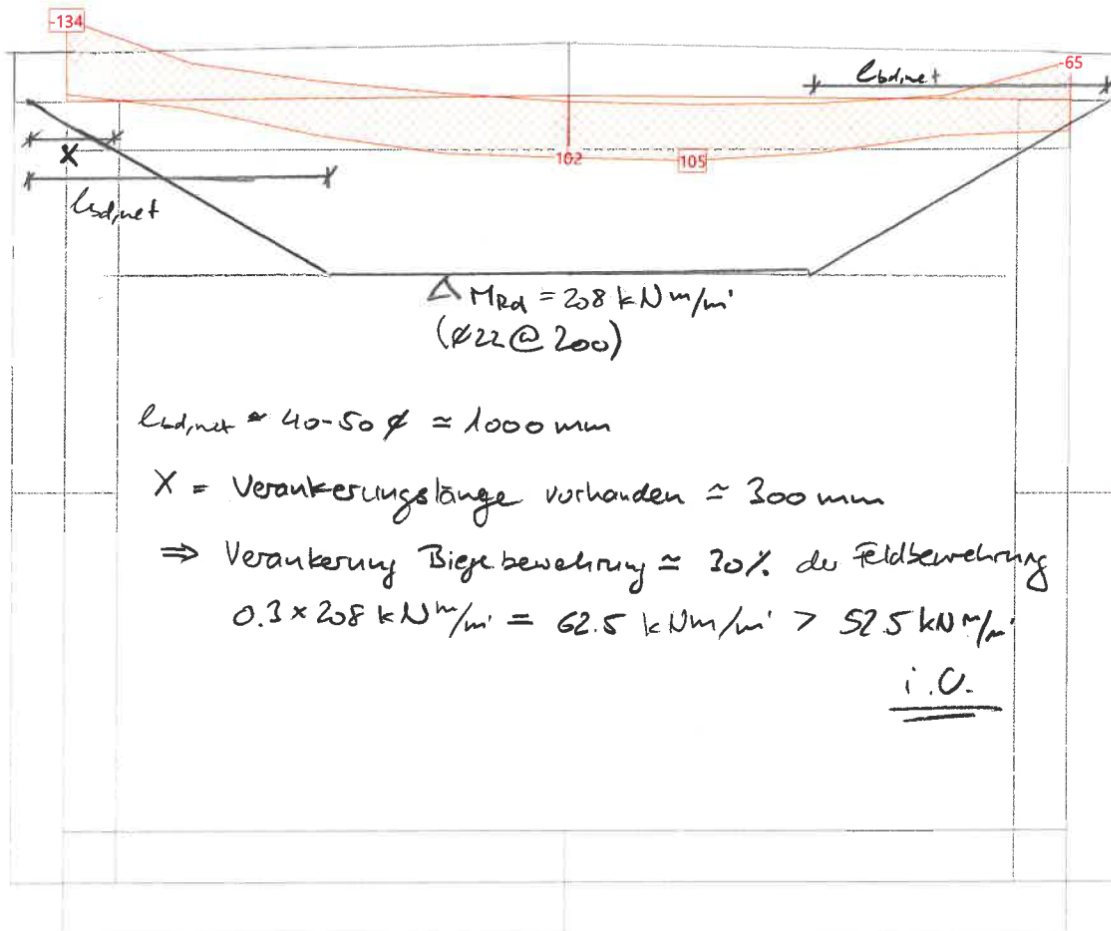 -134
-65
lbd,net
x
lbd,net
102
105
MRd = 208 kNm/m'
(ø22 @ 200)
lbd,net ≃ 40-50 ø ≃ 1000 mm
X = Verankerungslänge vorhanden ≃ 300 mm
⇒ Verankerung Biegebewehrung ≃ 30% der Feldbewehrung
0.3 × 208 kNm/m' = 62.5 kNm/m' > 52.5 kNm/m'
i.O.